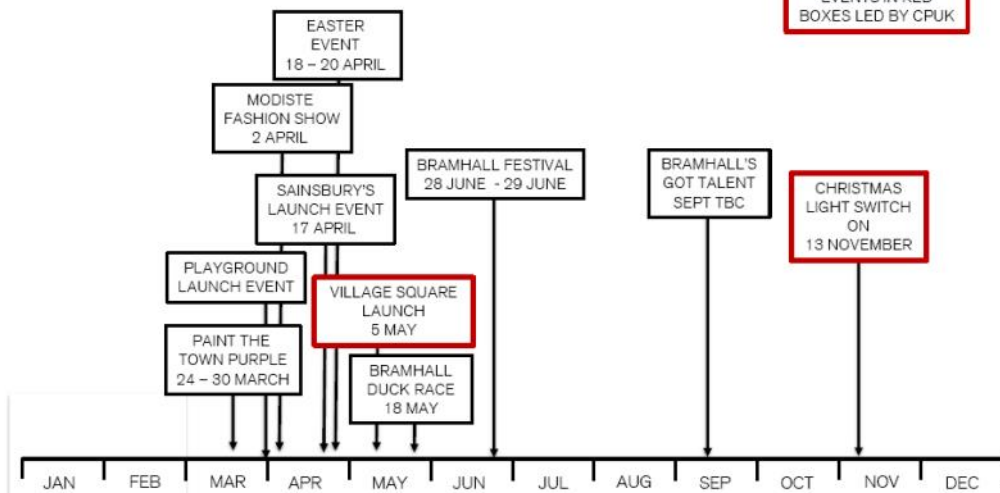 EVENTS IN RED
BOXES LED BY CPUK
EASTER
EVENT
18 – 20 APRIL
MODISTE
FASHION SHOW
2 APRIL
SAINSBURY'S
LAUNCH EVENT
17 APRIL
PLAYGROUND
LAUNCH EVENT
PAINT THE
TOWN PURPLE
24 – 30 MARCH
VILLAGE SQUARE
LAUNCH
5 MAY
BRAMHALL
DUCK RACE
18 MAY
BRAMHALL FESTIVAL
28 JUNE - 29 JUNE
BRAMHALL'S
GOT TALENT
SEPT TBC
CHRISTMAS
LIGHT SWITCH
ON
13 NOVEMBER
JAN FEB MAR APR MAY JUN JUL AUG SEP OCT NOV DEC